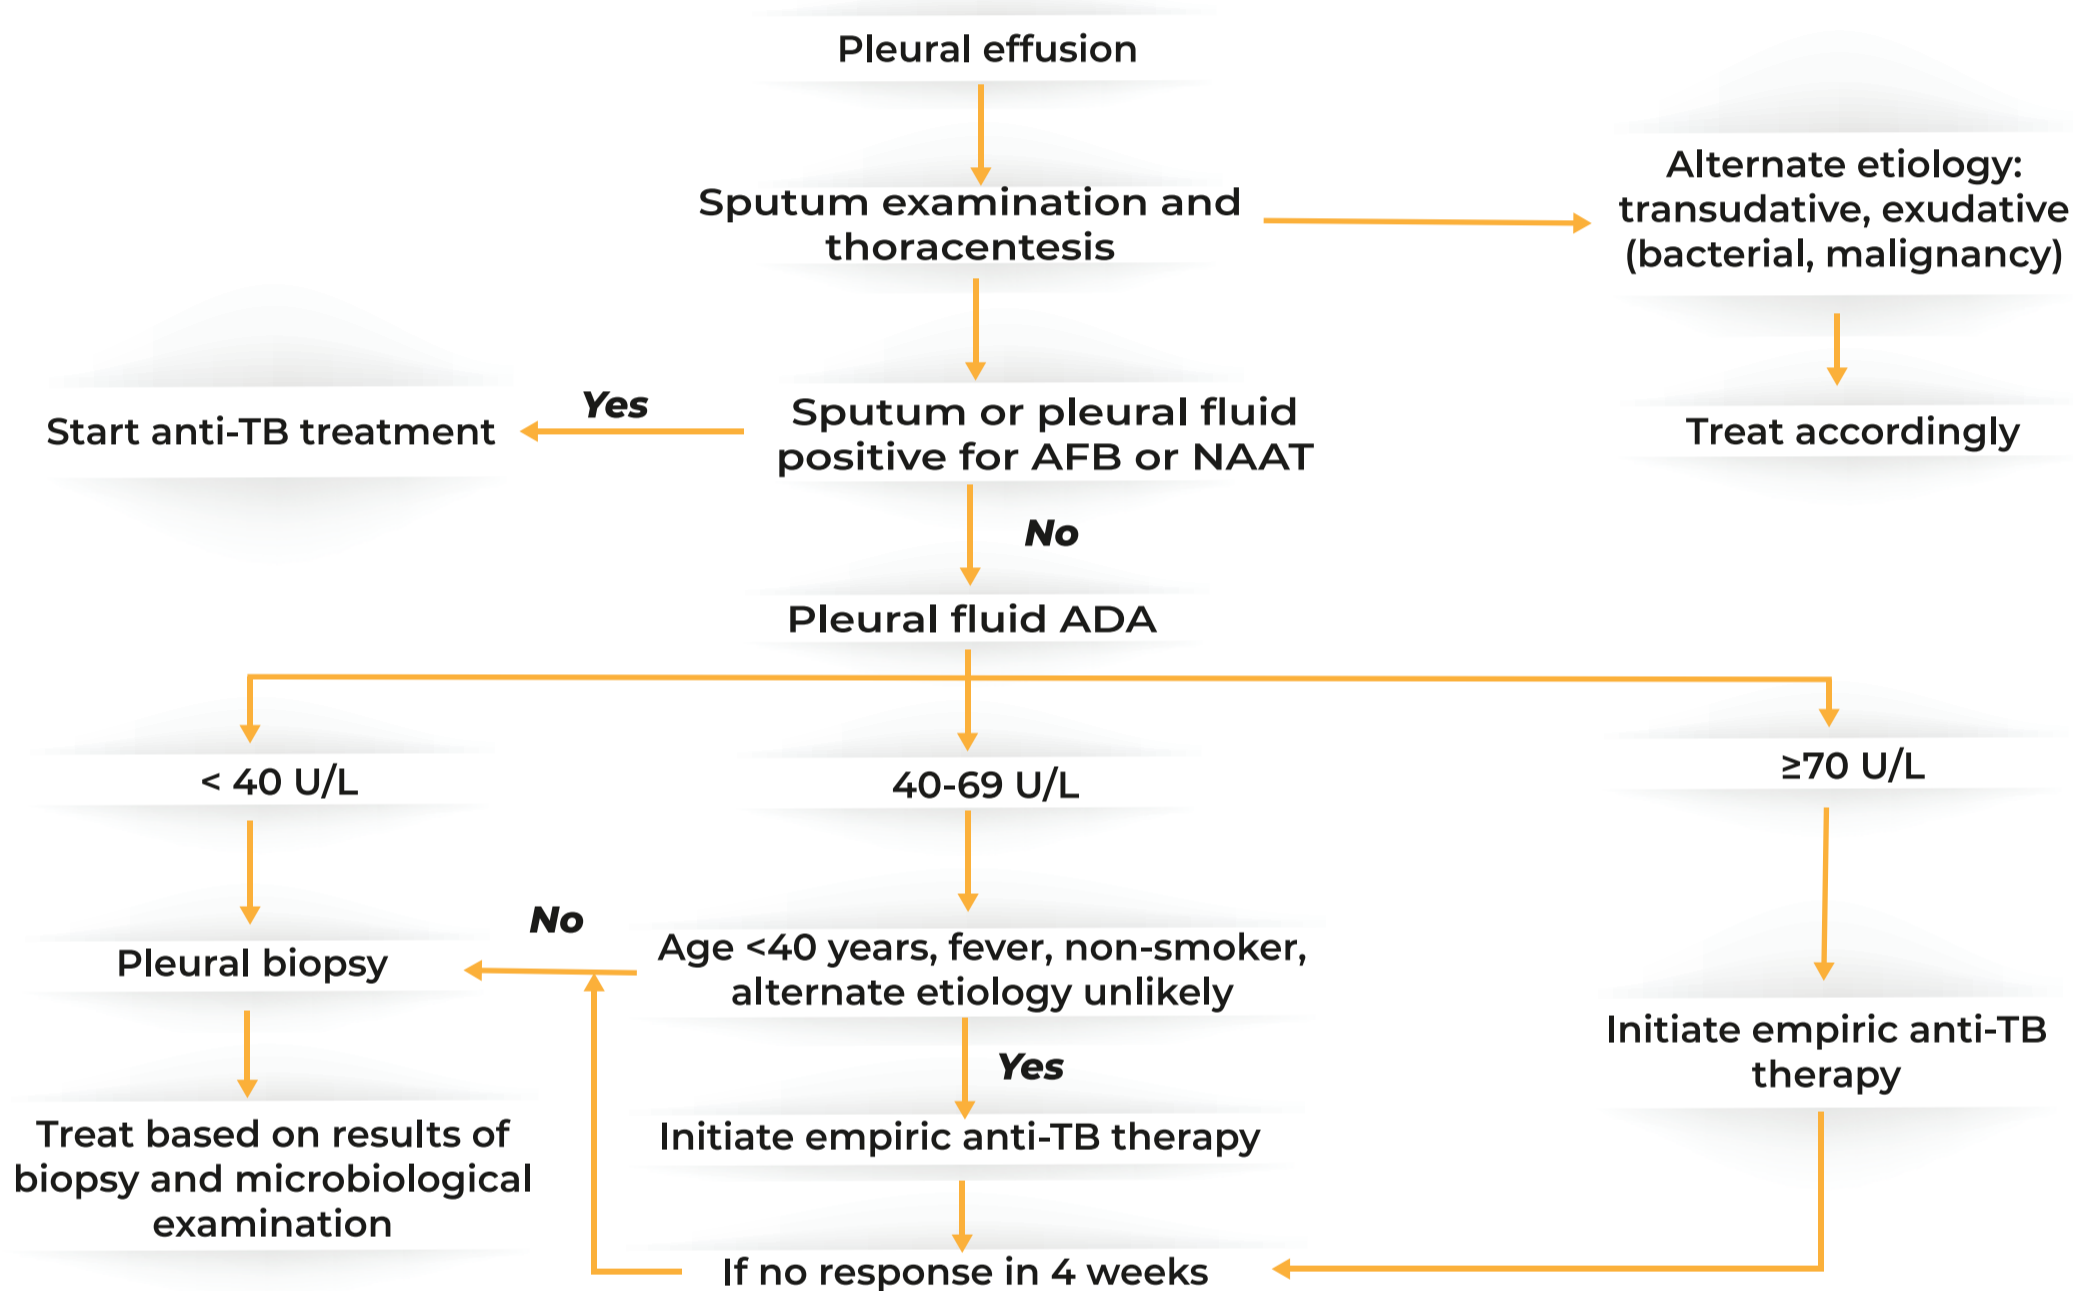 Pleural effusion
Sputum examination and
thoracentesis
Alternate etiology:
transudative, exudative
(bacterial, malignancy)
Treat accordingly
Sputum or pleural fluid
positive for AFB or NAAT
Yes
Start anti-TB treatment
No
Pleural fluid ADA
< 40 U/L
40-69 U/L
≥70 U/L
Pleural biopsy
No
Age <40 years, fever, non-smoker,
alternate etiology unlikely
Initiate empiric anti-TB
therapy
Yes
Treat based on results of
biopsy and microbiological
examination
Initiate empiric anti-TB therapy
If no response in 4 weeks